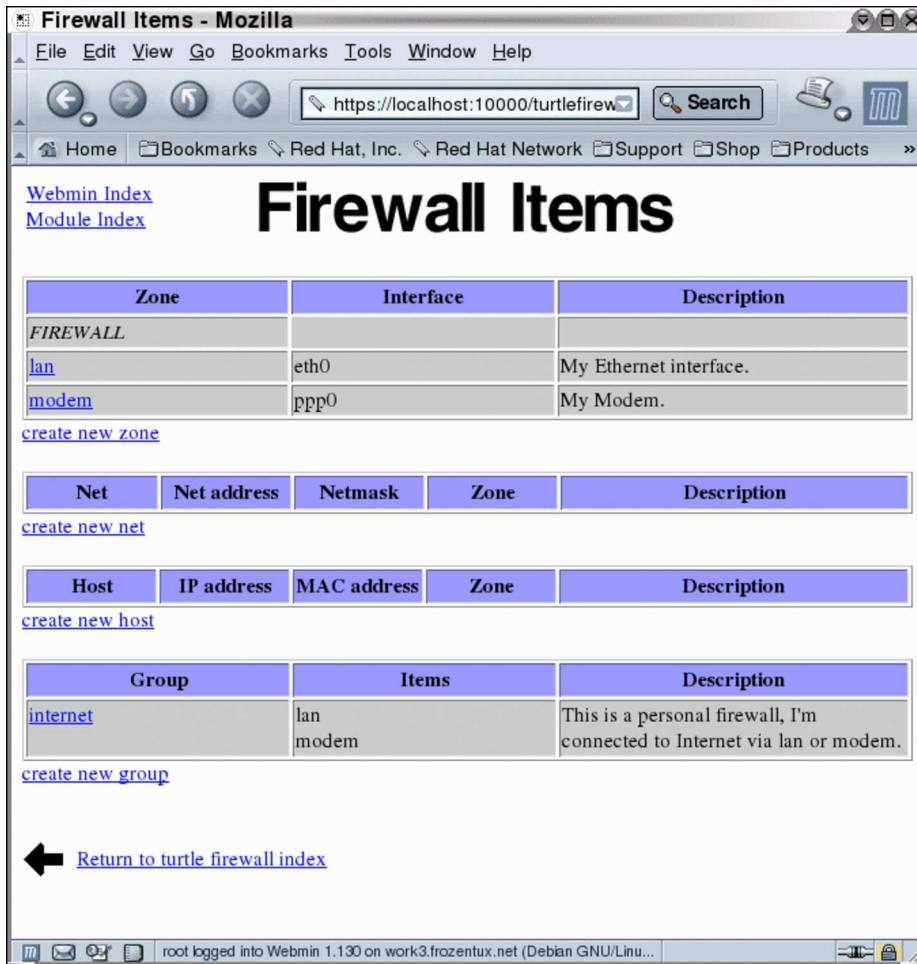 Firewall Items - Mozilla
File Edit View Go Bookmarks Tools Window Help
https://localhost:10000/turtlefirew Search
Home Bookmarks Red Hat, Inc. Red Hat Network Support Shop Products »
Webmin Index
Module Index
Firewall Items
Zone Interface Description
FIREWALL
lan eth0 My Ethernet interface.
modem ppp0 My Modem.
create new zone
Net Net address Netmask Zone Description
create new net
Host IP address MAC address Zone Description
create new host
Group Items Description
internet lan This is a personal firewall, I'm
modem connected to Internet via lan or modem.
create new group
Return to turtle firewall index
root logged into Webmin 1.130 on work3.frozentux.net (Debian GNU/Linu...